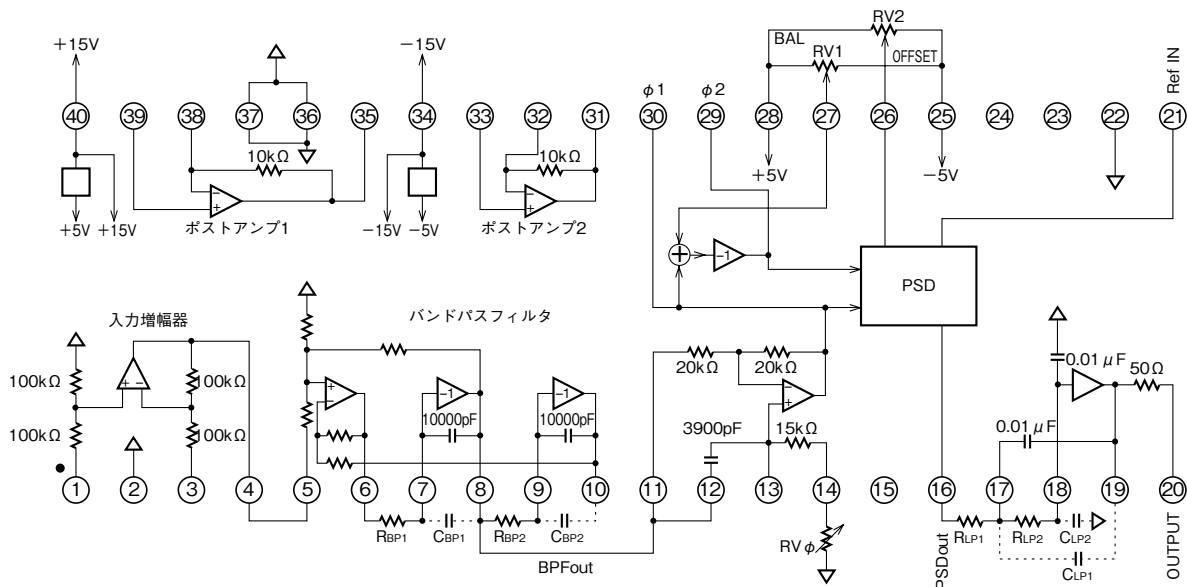 +15V
−15V
BAL
RV2
RV1
OFFSET
φ1
φ2
Ref IN
40
39
38
37
36
35
34
33
32
31
30
29
28
27
26
25
24
23
22
21
10kΩ
10kΩ
+5V
−5V
+5V
+15V
ポストアンプ1
−15V
−5V
ポストアンプ2
+
−1
PSD
入力増幅器
バンドパスフィルタ
100kΩ
100kΩ
100kΩ
100kΩ
−1
−1
10000pF
10000pF
20kΩ
20kΩ
3900pF
15kΩ
0.01μF
50Ω
0.01μF
1
2
3
4
5
6
7
8
9
10
11
12
13
14
15
16
17
18
19
20
RBP1
CBP1
RBP2
CBP2
BPFout
RVφ
PSDout
RLP1
RLP2
CLP2
CLP1
OUTPUT